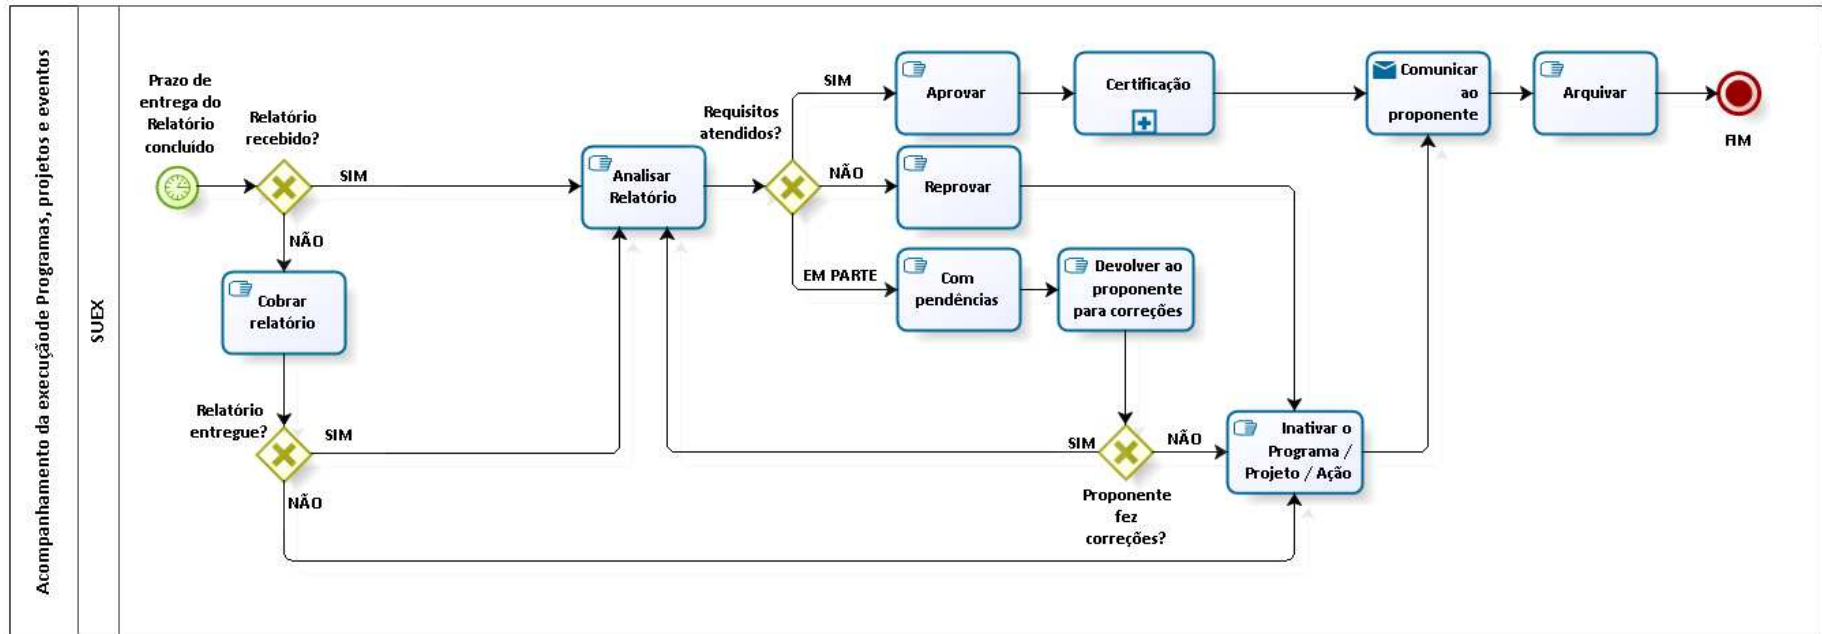 Acompanhamento da execuçãode Programas, projetos e eventos
SUEX
Prazo de
entrega do
Relatório
concluído
Relatório
recebido?
SIM
NÃO
Cobrar
relatório
Relatório
entregue?
SIM
NÃO
Analisar
Relatório
Requisitos
atendidos?
SIM
Aprovar
Certificação
Comunicar
ao
proponente
Arquivar
FIM
NÃO
Reprovar
EM PARTE
Com
pendências
Devolver ao
proponente
para correções
SIM
NÃO
Proponente
fez
correções?
Inativar o
Programa /
Projeto / Ação